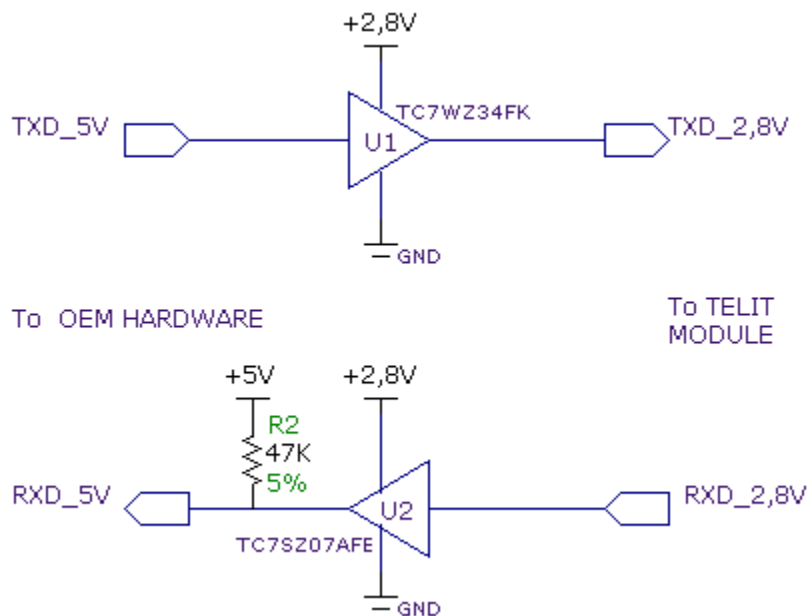 +2,8V
TXD_5V
TC7WZ34FK
U1
TXD_2,8V
GND
To OEM HARDWARE
To TELIT
MODULE
+5V
+2,8V
R2
47K
5%
RXD_5V
U2
RXD_2,8V
TC7SZ07AFE
GND